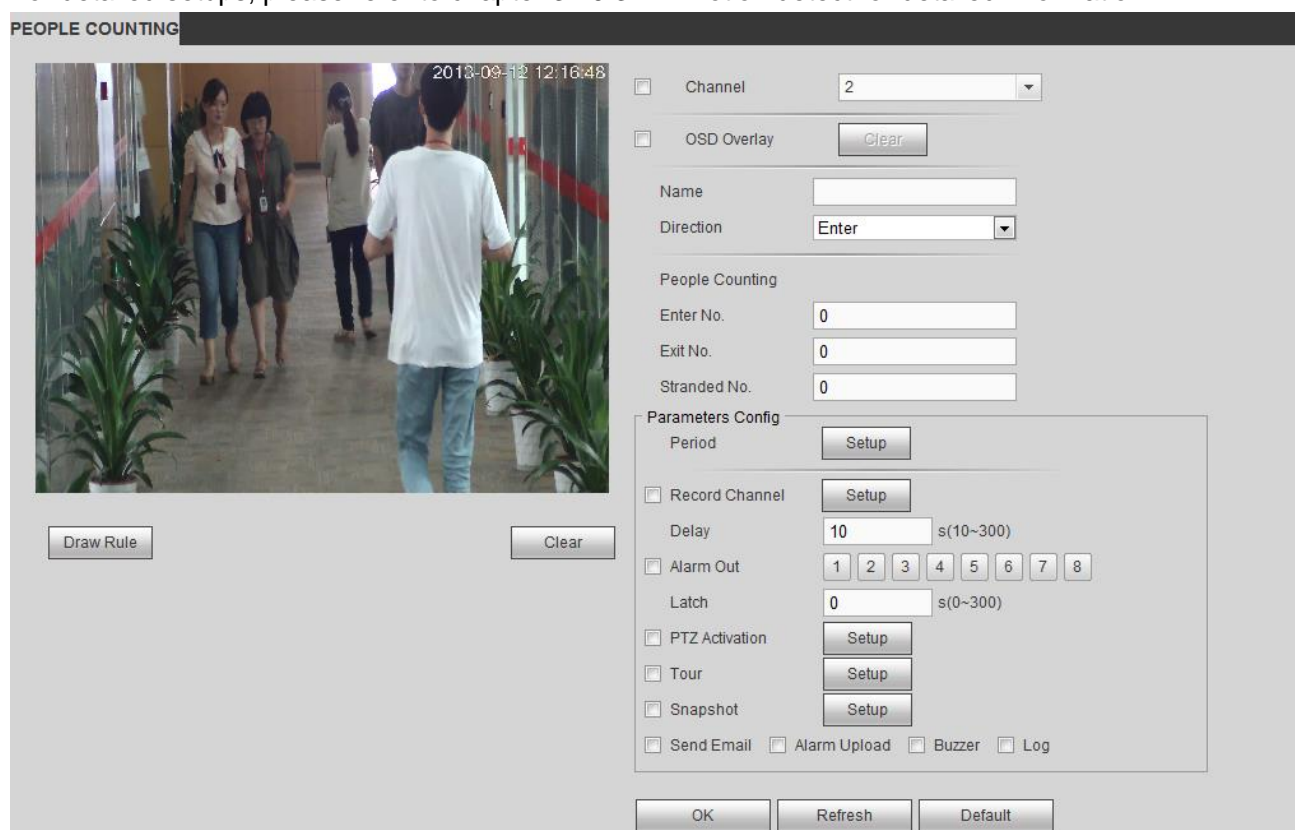 PEOPLE COUNTING
2013-09-12 12:16:48
Channel 2
OSD Overlay Clear
Name
Direction Enter
People Counting
Enter No. 0
Exit No. 0
Stranded No. 0
Parameters Config
Period Setup
Record Channel Setup
Delay 10 s(10~300)
Alarm Out 1 2 3 4 5 6 7 8
Latch 0 s(0~300)
PTZ Activation Setup
Tour Setup
Snapshot Setup
Send Email Alarm Upload Buzzer Log
Draw Rule Clear
OK Refresh Default